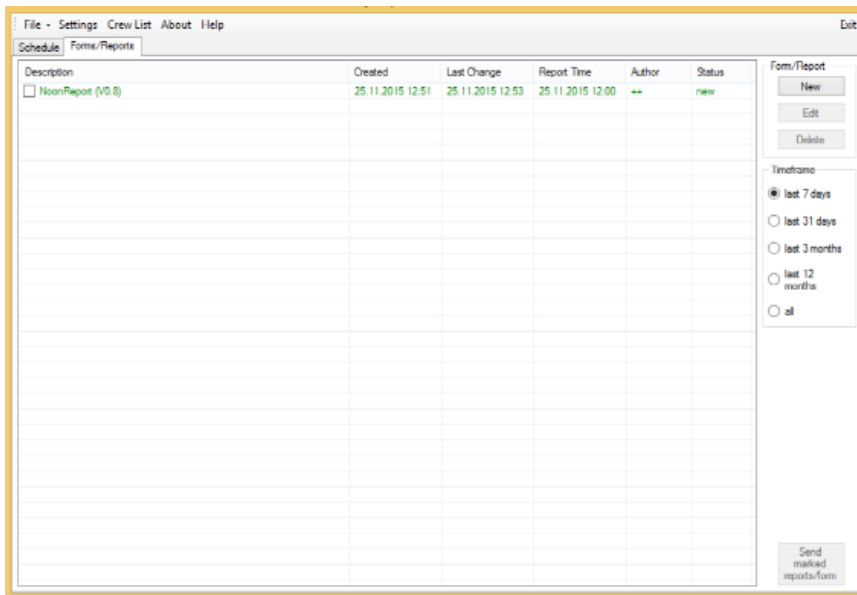 File Settings Crew List About Help Exit
Schedule Forms/Reports
Description Created Last Change Report Time Author Status
NoonReport (V0.8) 25.11.2015 12:51 25.11.2015 12:53 25.11.2015 12:00 ++ new
Form/Report
New
Edit
Delete
Timeframe
last 7 days
last 31 days
last 3 months
last 12
months
all
Send
marked
reports/form